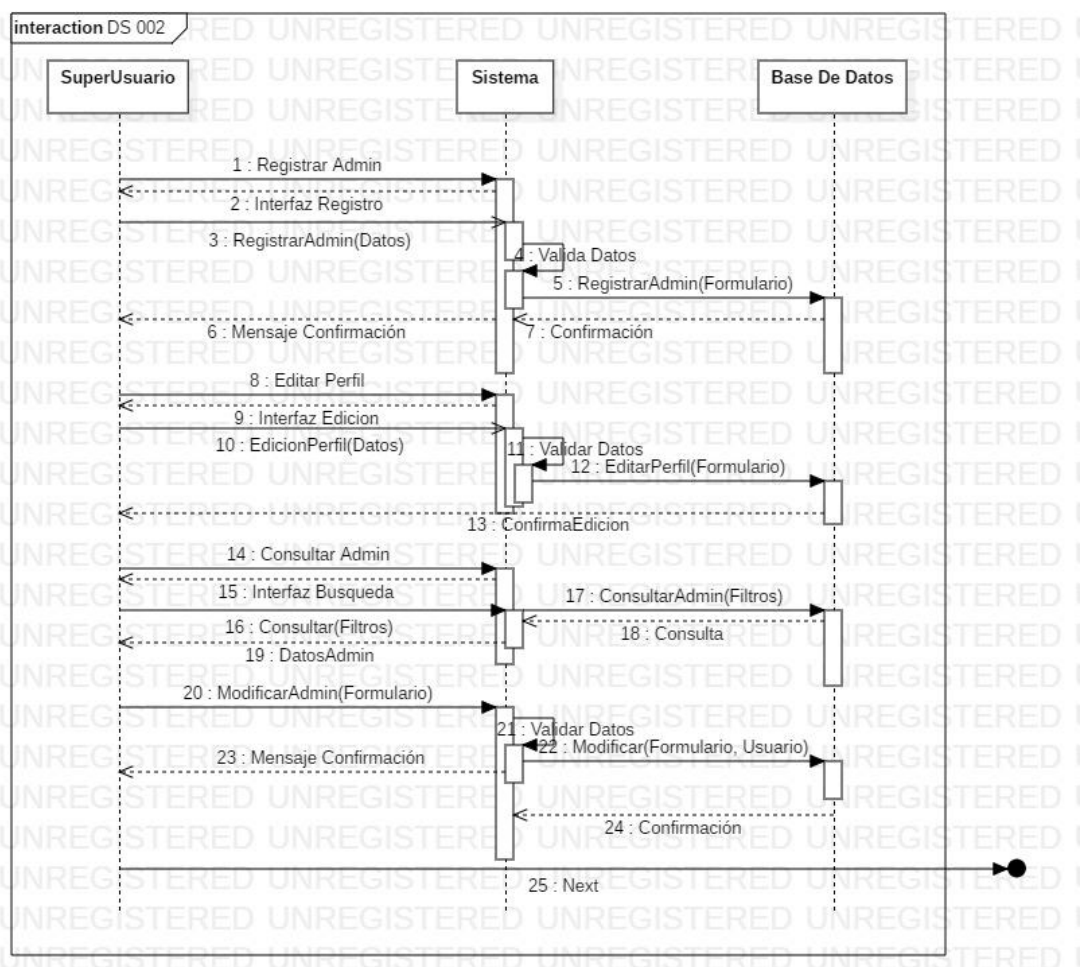 interaction DS 002
SuperUsuario
Sistema
Base De Datos
1 : Registrar Admin
2 : Interfaz Registro
3 : RegistrarAdmin(Datos)
4 : Valida Datos
5 : RegistrarAdmin(Formulario)
6 : Mensaje Confirmación
7 : Confirmación
8 : Editar Perfil
9 : Interfaz Edicion
10 : EdicionPerfil(Datos)
11 : Validar Datos
12 : EditarPerfil(Formulario)
13 : ConfirmaEdicion
14 : Consultar Admin
15 : Interfaz Busqueda
17 : ConsultarAdmin(Filtros)
16 : Consultar(Filtros)
18 : Consulta
19 : DatosAdmin
20 : ModificarAdmin(Formulario)
21 : Validar Datos
22 : Modificar(Formulario, Usuario)
23 : Mensaje Confirmación
24 : Confirmación
25 : Next
UNREGISTERED